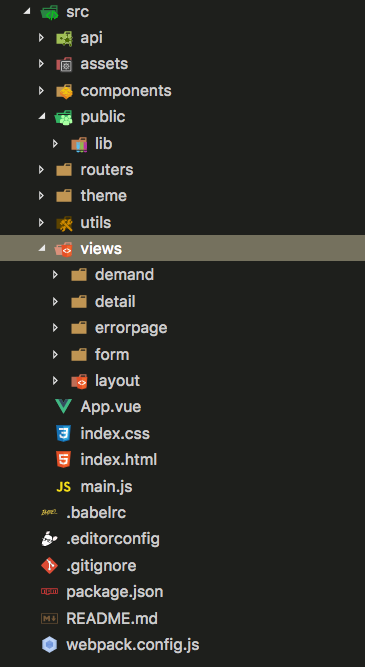 src
api
assets
components
public
lib
routers
theme
utils
views
demand
detail
errorpage
form
layout
App.vue
index.css
index.html
JS main.js
.babelrc
.editorconfig
.gitignore
package.json
README.md
webpack.config.js